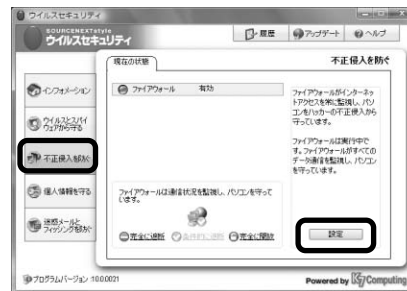 ウイルスセキュリティ
SOURCENEXTstyle
ウイルスセキュリティ
履歴
アップデート
ヘルプ
現在の状態
不正侵入を防ぐ
インフォメーション
ウイルスとスパイ
ウェアから守る
不正侵入を防ぐ
個人情報を守る
迷惑メールと
フィッシングを防ぐ
ファイアウォール 有効
ファイアウォールは通信状況を監視し、パソコンを守って
います。
完全に遮断
条件的に遮断
完全に開放
ファイアウォールがインターネッ
トアクセスを常に監視し、パソ
コンをハッカーの不正侵入から
守っています。
ファイアウォールは実行中で
す。ファイアウォールがすべての
データ通信を監視し、パソコン
を守っています。
設定
プログラムバージョン 10.0.0021
Powered by K7Computing